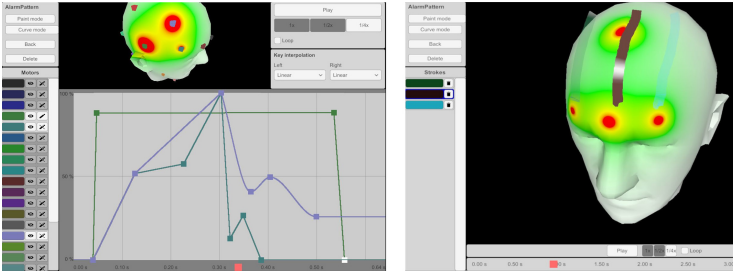 AlarmPattern
Paint mode
Curve mode
Back
Delete
Motors
Play
1x 1/2x 1/4x
Loop
Key interpolation
Left Right
Linear Linear
100 %
50 %
0 %
0.00 s 0.10 s 0.20 s 0.30 s 0.40 s 0.50 s
AlarmPattern
Paint mode
Curve mode
Back
Delete
Strokes
Play 1x 1/2x 1/4x Loop
0.00 s 0.50 s 1.50 s 2.00 s 2.50 s